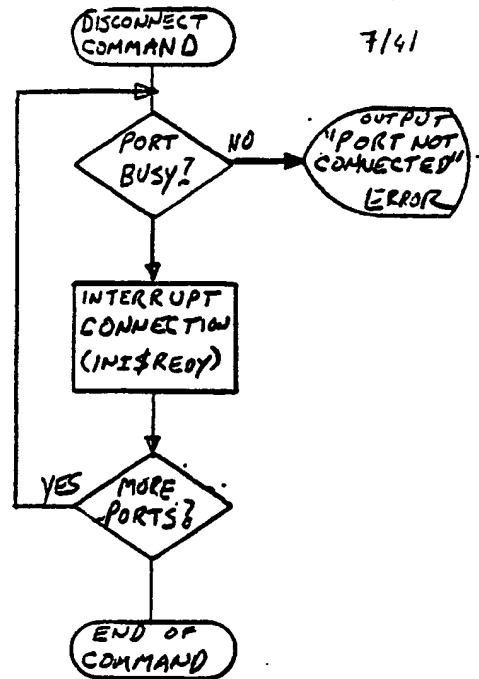 DISCONNECT
COMMAND
7/41
PORT
BUSY?
NO
OUTPUT
"PORT NOT
CONNECTED"
ERROR
INTERRUPT
CONNECTION
(INI$REDY)
YES
MORE
PORTS?
END OF
COMMAND